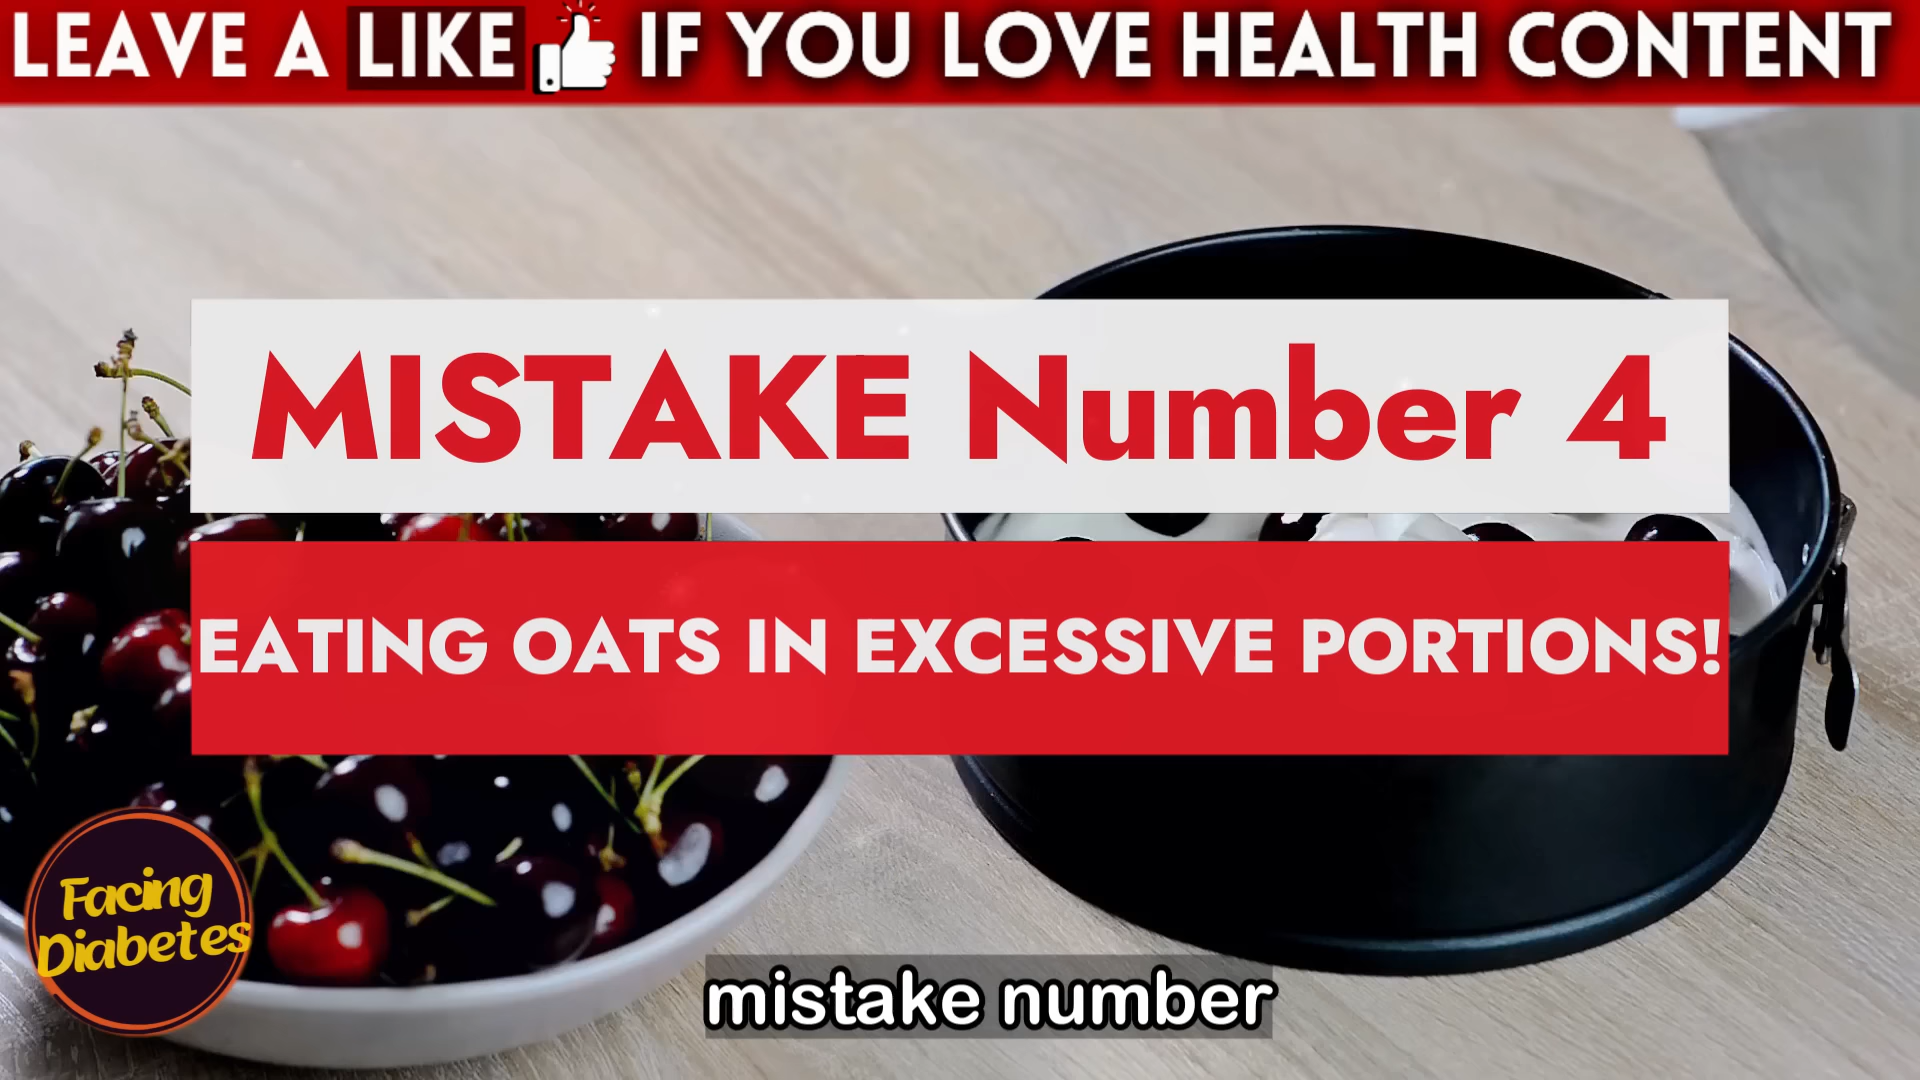 LEAVE A LIKE IF YOU LOVE HEALTH CONTENT
MISTAKE Number 4
EATING OATS IN EXCESSIVE PORTIONS!
Facing
Diabetes
mistake number